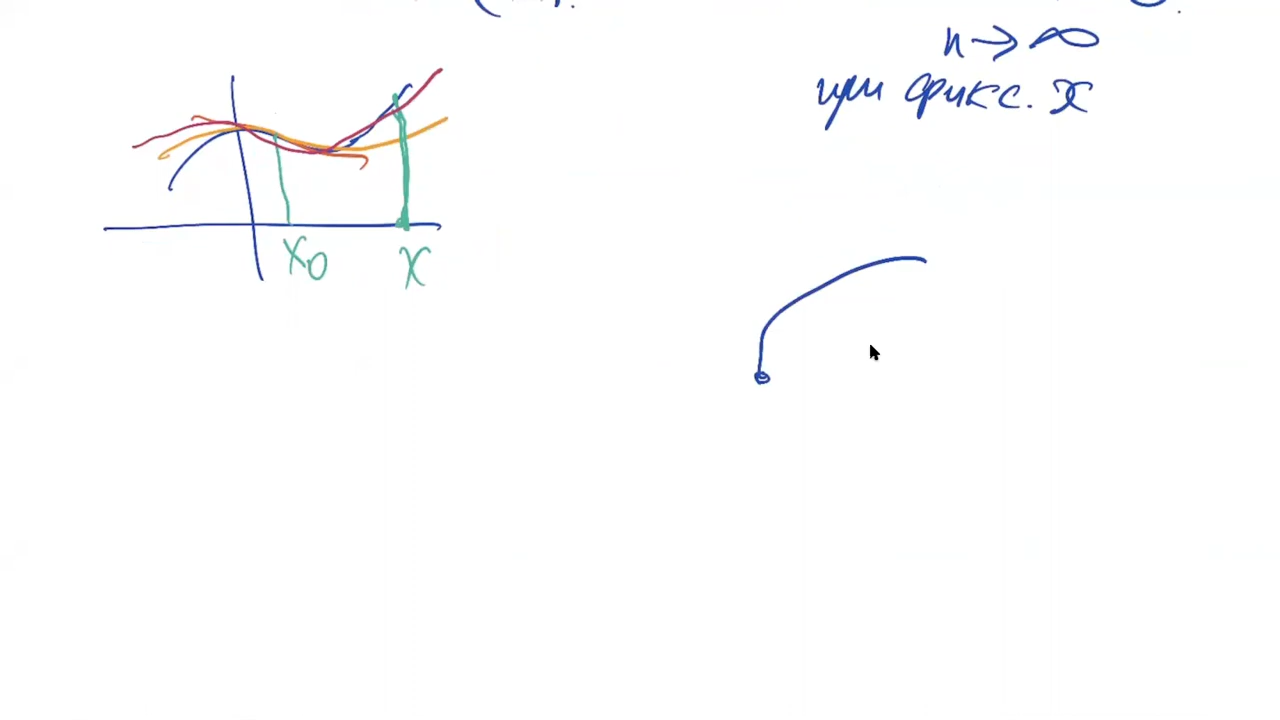 n → ∞
при фикс. x
x₀
x